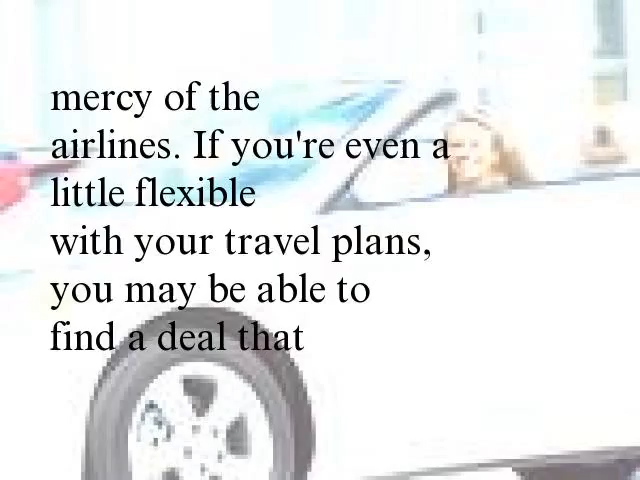 mercy of the
airlines. If you're even a
little flexible
with your travel plans,
you may be able to
find a deal that